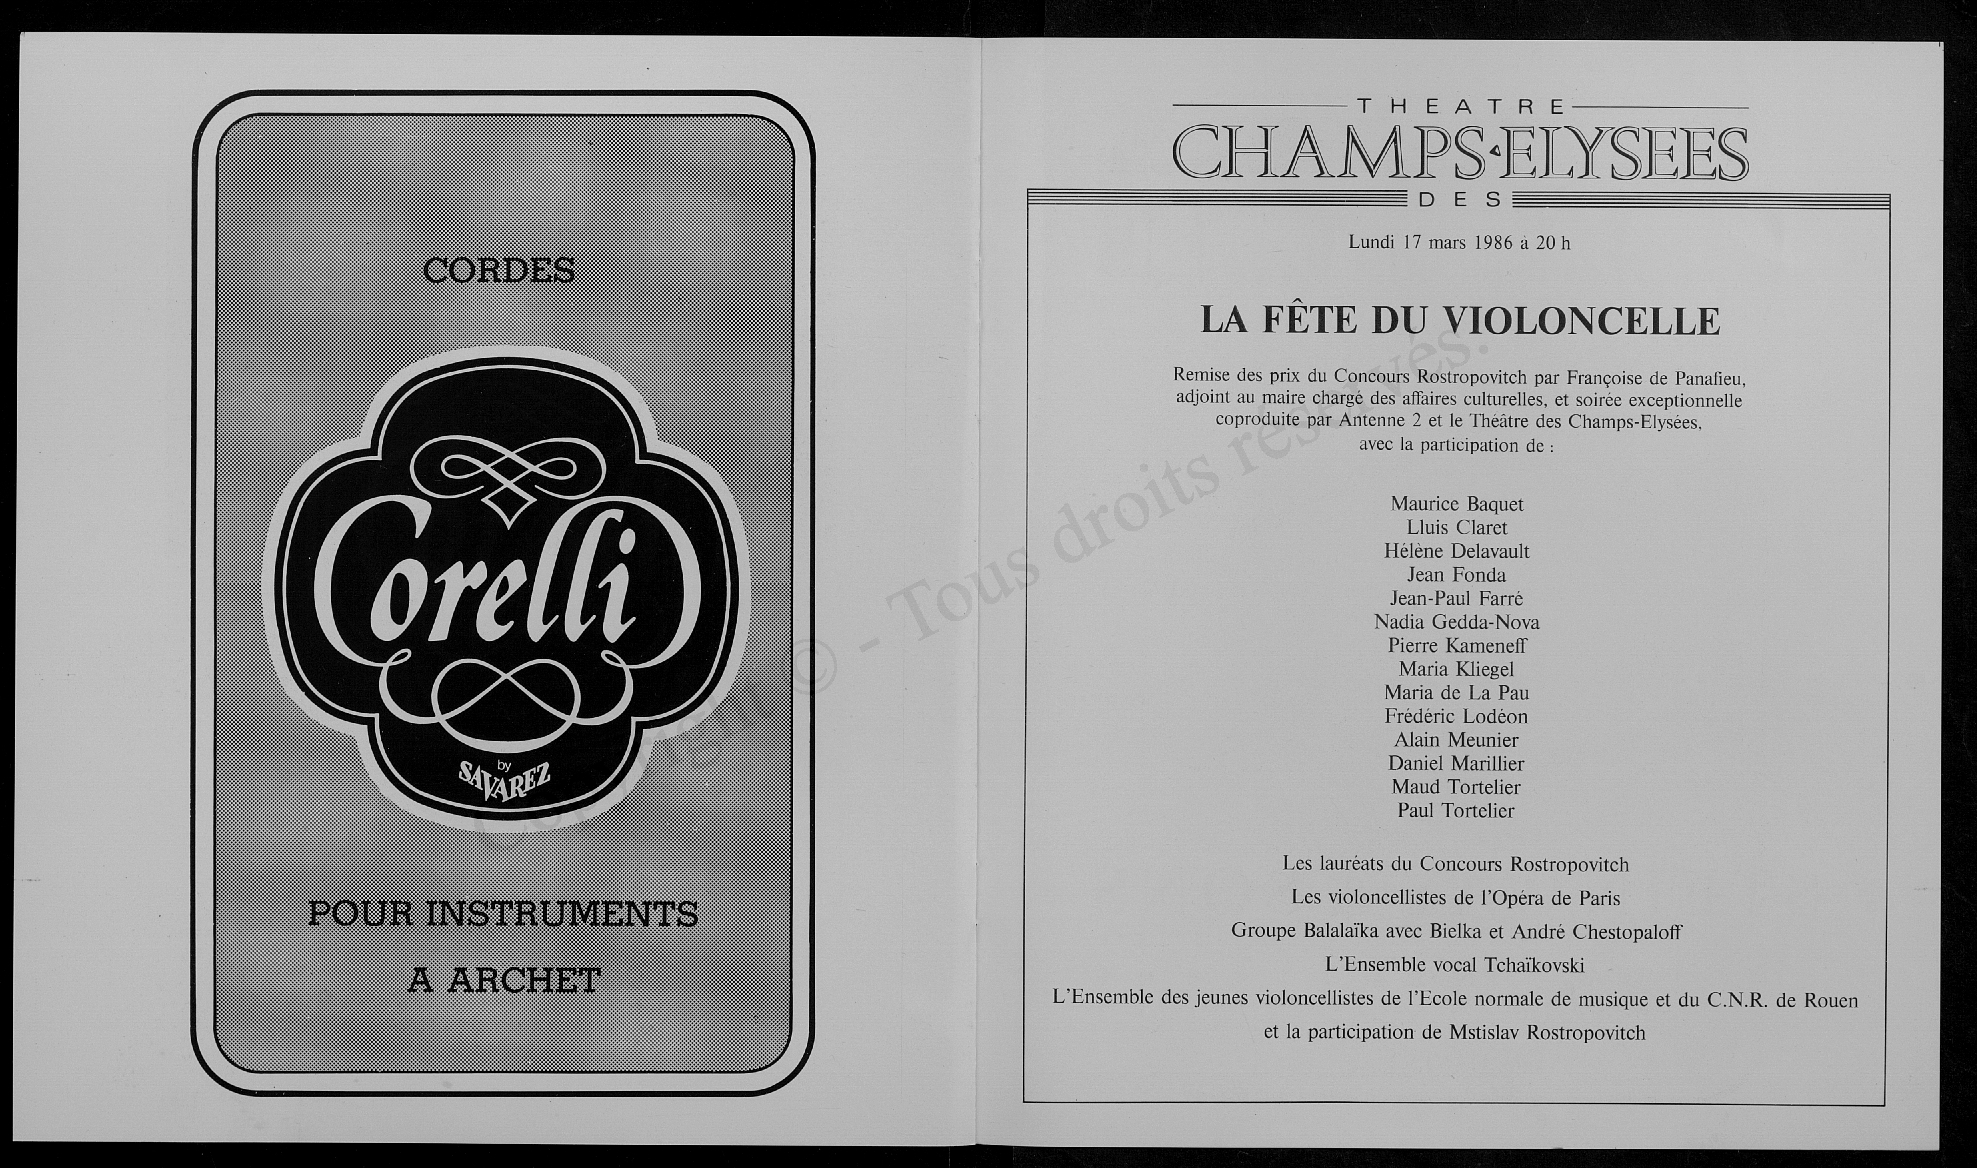 CORDES
Corelli
by
SAVAREZ
POUR INSTRUMENTS
A ARCHET
THEATRE
CHAMPS-ELYSEES
DES
Lundi 17 mars 1986 à 20 h
LA FÊTE DU VIOLONCELLE
Remise des prix du Concours Rostropovitch par Françoise de Panafieu,
adjoint au maire chargé des affaires culturelles, et soirée exceptionnelle
coproduite par Antenne 2 et le Théâtre des Champs-Elysées,
avec la participation de :
Maurice Baquet
Lluis Claret
Hélène Delavault
Jean Fonda
Jean-Paul Farré
Nadia Gedda-Nova
Pierre Kameneff
Maria Kliegel
Maria de La Pau
Frédéric Lodéon
Alain Meunier
Daniel Marillier
Maud Tortelier
Paul Tortelier
Les lauréats du Concours Rostropovitch
Les violoncellistes de l'Opéra de Paris
Groupe Balalaïka avec Bielka et André Chestopaloff
L'Ensemble vocal Tchaïkovski
L'Ensemble des jeunes violoncellistes de l'Ecole normale de musique et du C.N.R. de Rouen
et la participation de Mstislav Rostropovitch
© - Tous droits réservés.